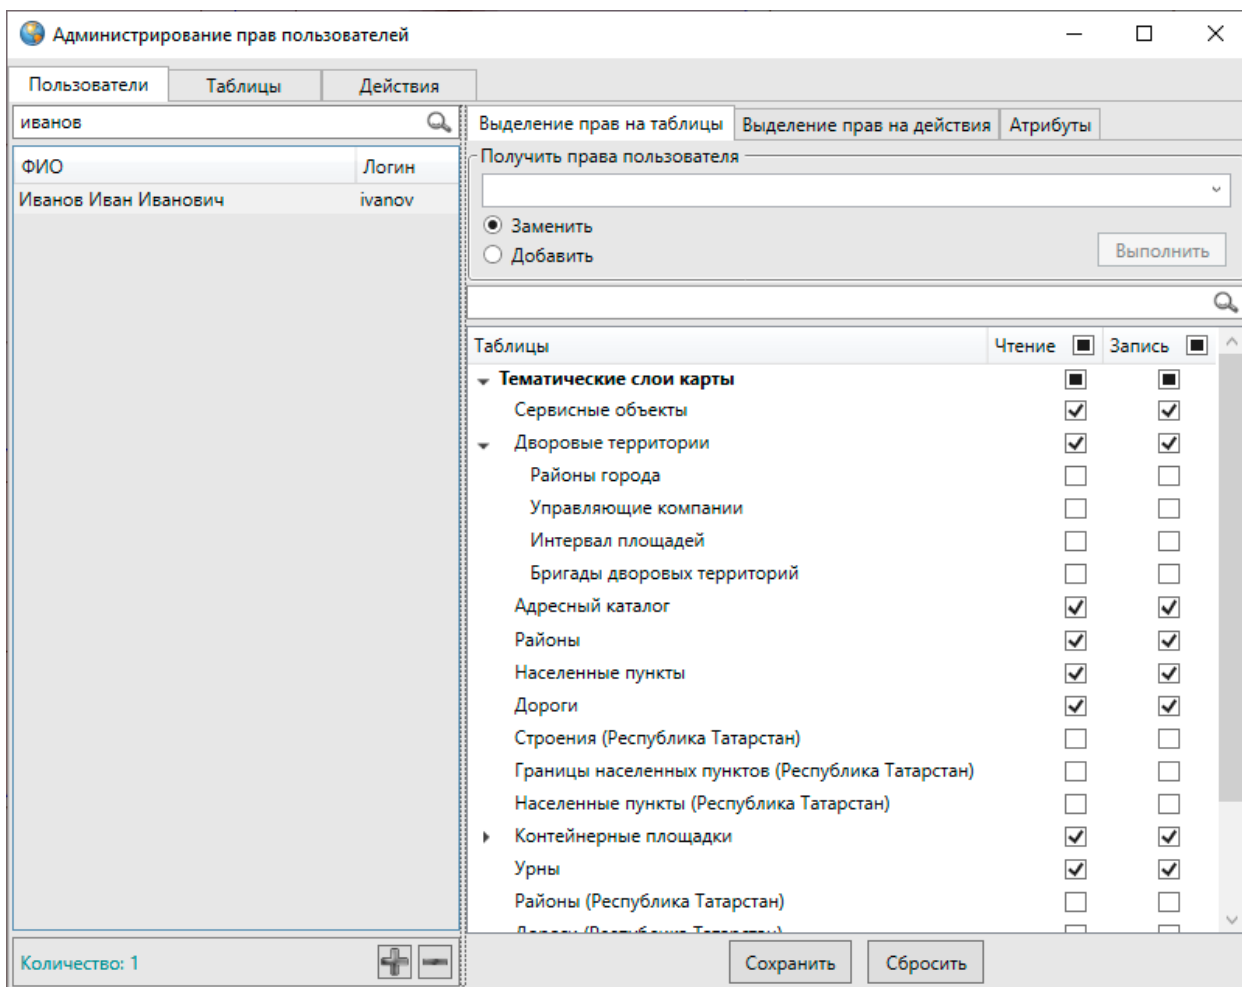 Администрирование прав пользователей
Пользователи Таблицы Действия
иванов
ФИО Логин
Иванов Иван Иванович ivanov
Количество: 1
Выделение прав на таблицы Выделение прав на действия Атрибуты
Получить права пользователя
Заменить
Добавить
Выполнить
Таблицы Чтение Запись
Тематические слои карты
Сервисные объекты
Дворовые территории
Районы города
Управляющие компании
Интервал площадей
Бригады дворовых территорий
Адресный каталог
Районы
Населенные пункты
Дороги
Строения (Республика Татарстан)
Границы населенных пунктов (Республика Татарстан)
Населенные пункты (Республика Татарстан)
Контейнерные площадки
Урны
Районы (Республика Татарстан)
Дороги (Республика Татарстан)
Сохранить Сбросить